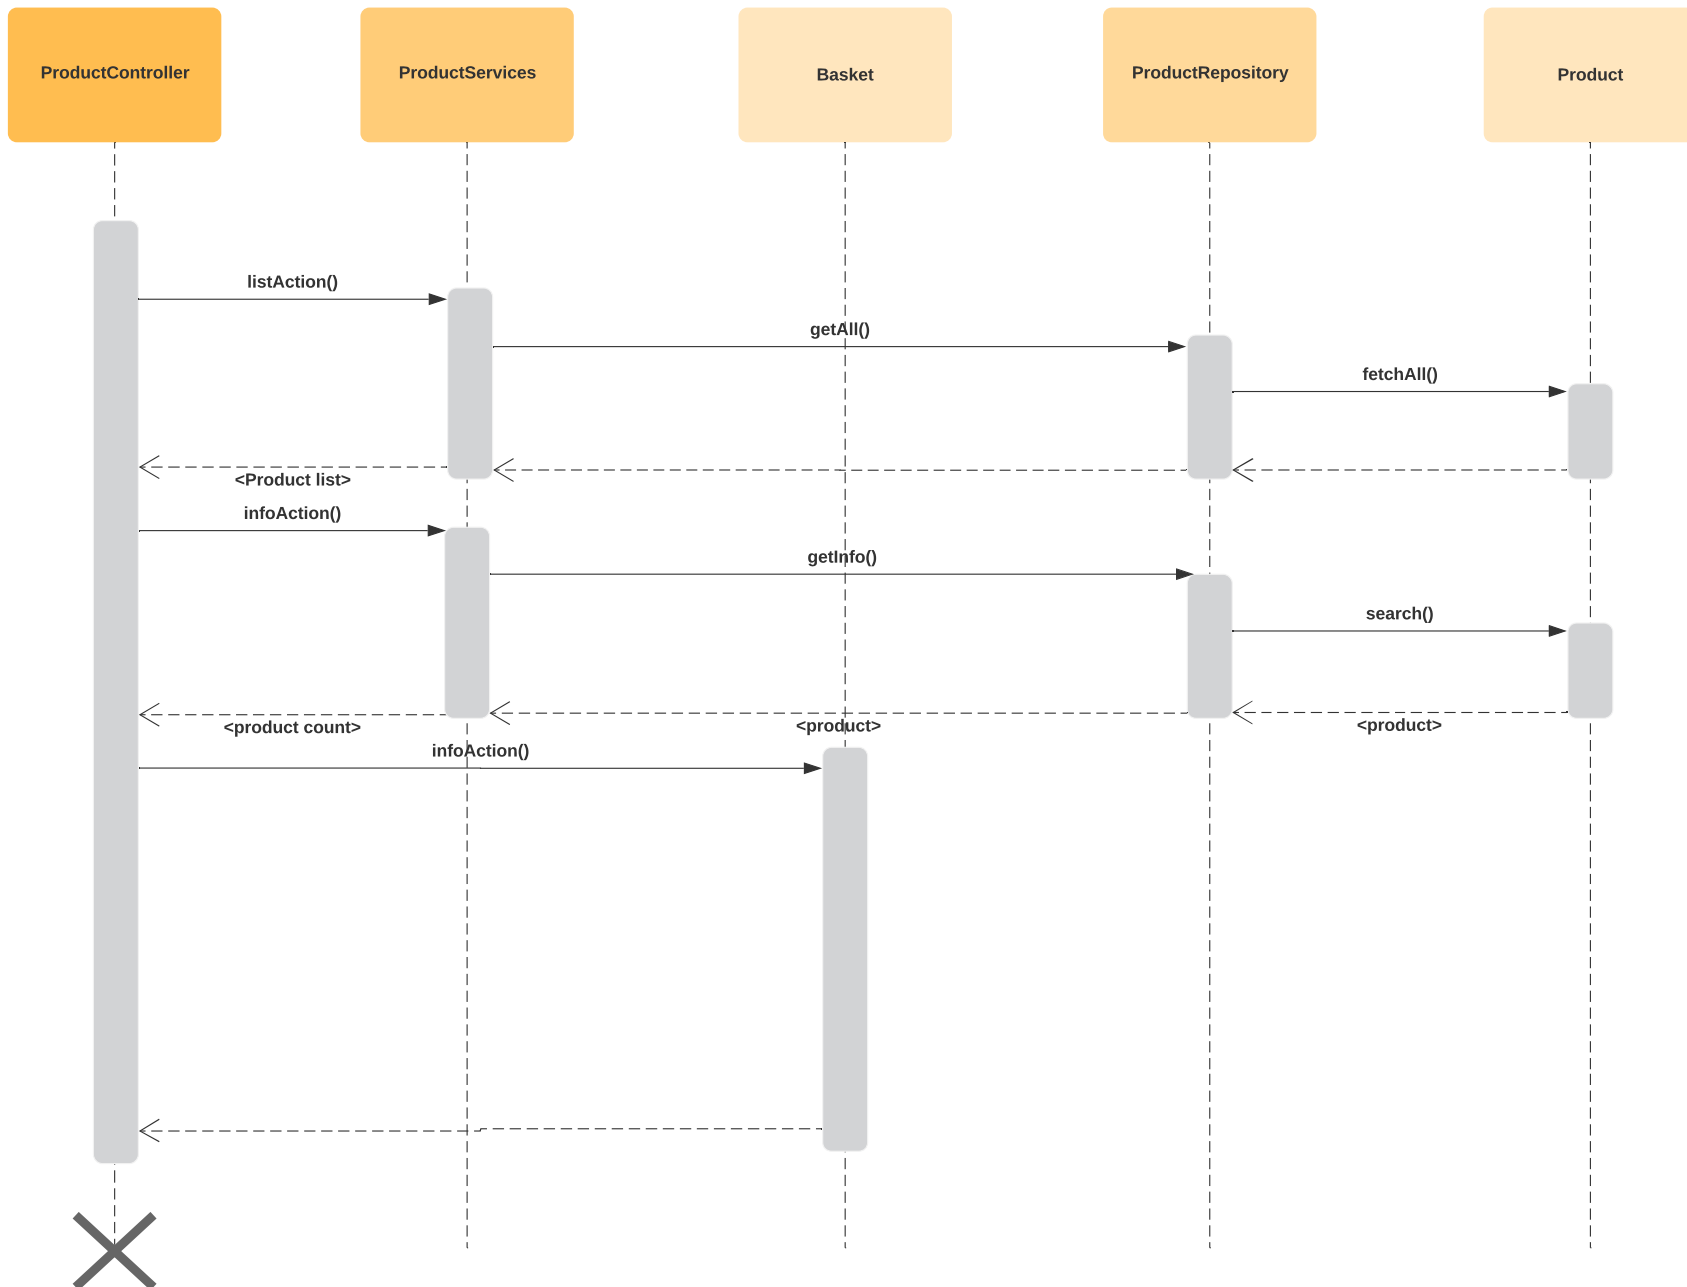 ProductController
ProductServices
Basket
ProductRepository
Product
listAction()
getAll()
fetchAll()
<Product list>
infoAction()
getInfo()
search()
<product count>
<product>
<product>
infoAction()